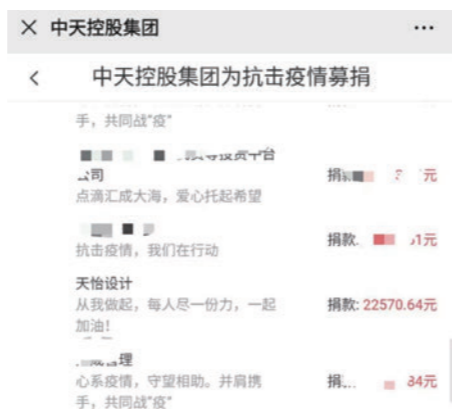 中天控股集团
中天控股集团为抗击疫情募捐
手，共同战“疫”
公司
点滴汇成大海，爱心托起希望
捐 元
捐款. 1元
抗击疫情，我们在行动
天怡设计
从我做起，每人尽一份力，一起
加油！
捐款: 22570.64元
理
心系疫情，守望相助。并肩携
手，共同战“疫”
捐 84元